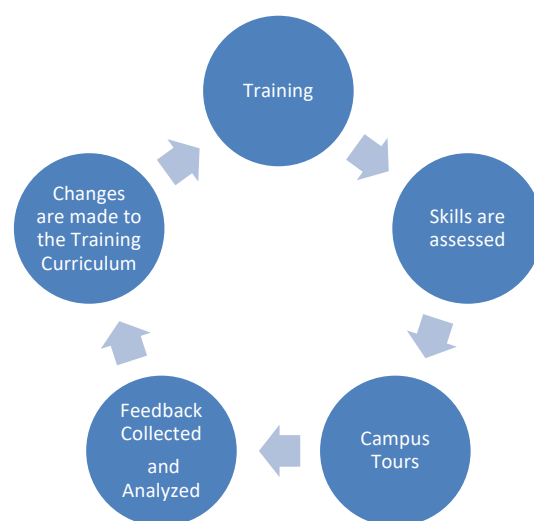 Training
Skills are
assessed
Campus
Tours
Feedback
Collected
and
Analyzed
Changes
are made to
the Training
Curriculum